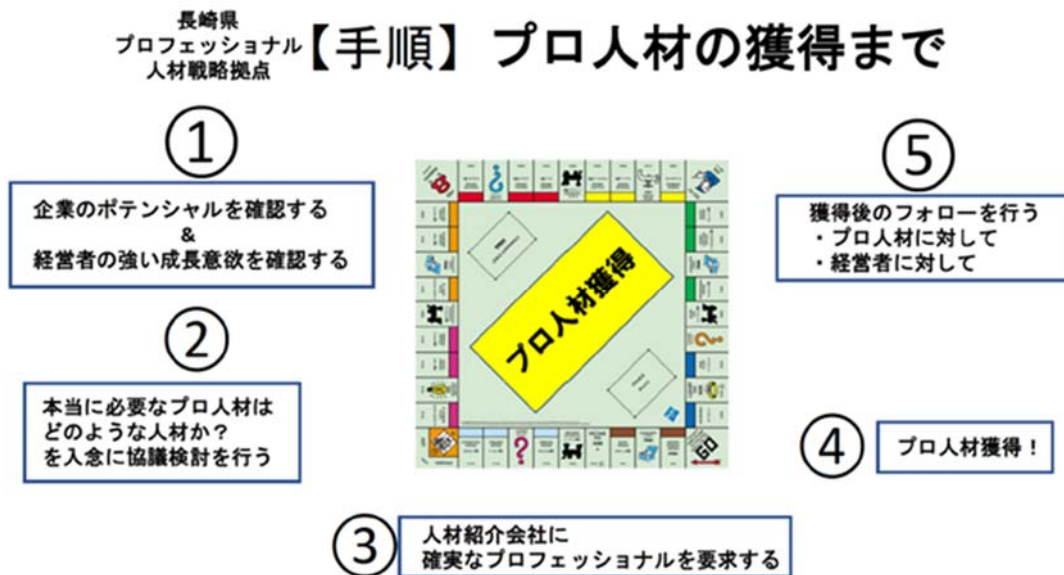 長崎県
プロフェッショナル
人材戦略拠点
【手順】プロ人材の獲得まで
①
企業のポテンシャルを確認する
&
経営者の強い成長意欲を確認する
②
本当に必要なプロ人材は
どのような人材か?
を入念に協議検討を行う
③
人材紹介会社に
確実なプロフェッショナルを要求する
④
プロ人材獲得!
⑤
獲得後のフォローを行う
・プロ人材に対して
・経営者に対して
プロ人材獲得
GO